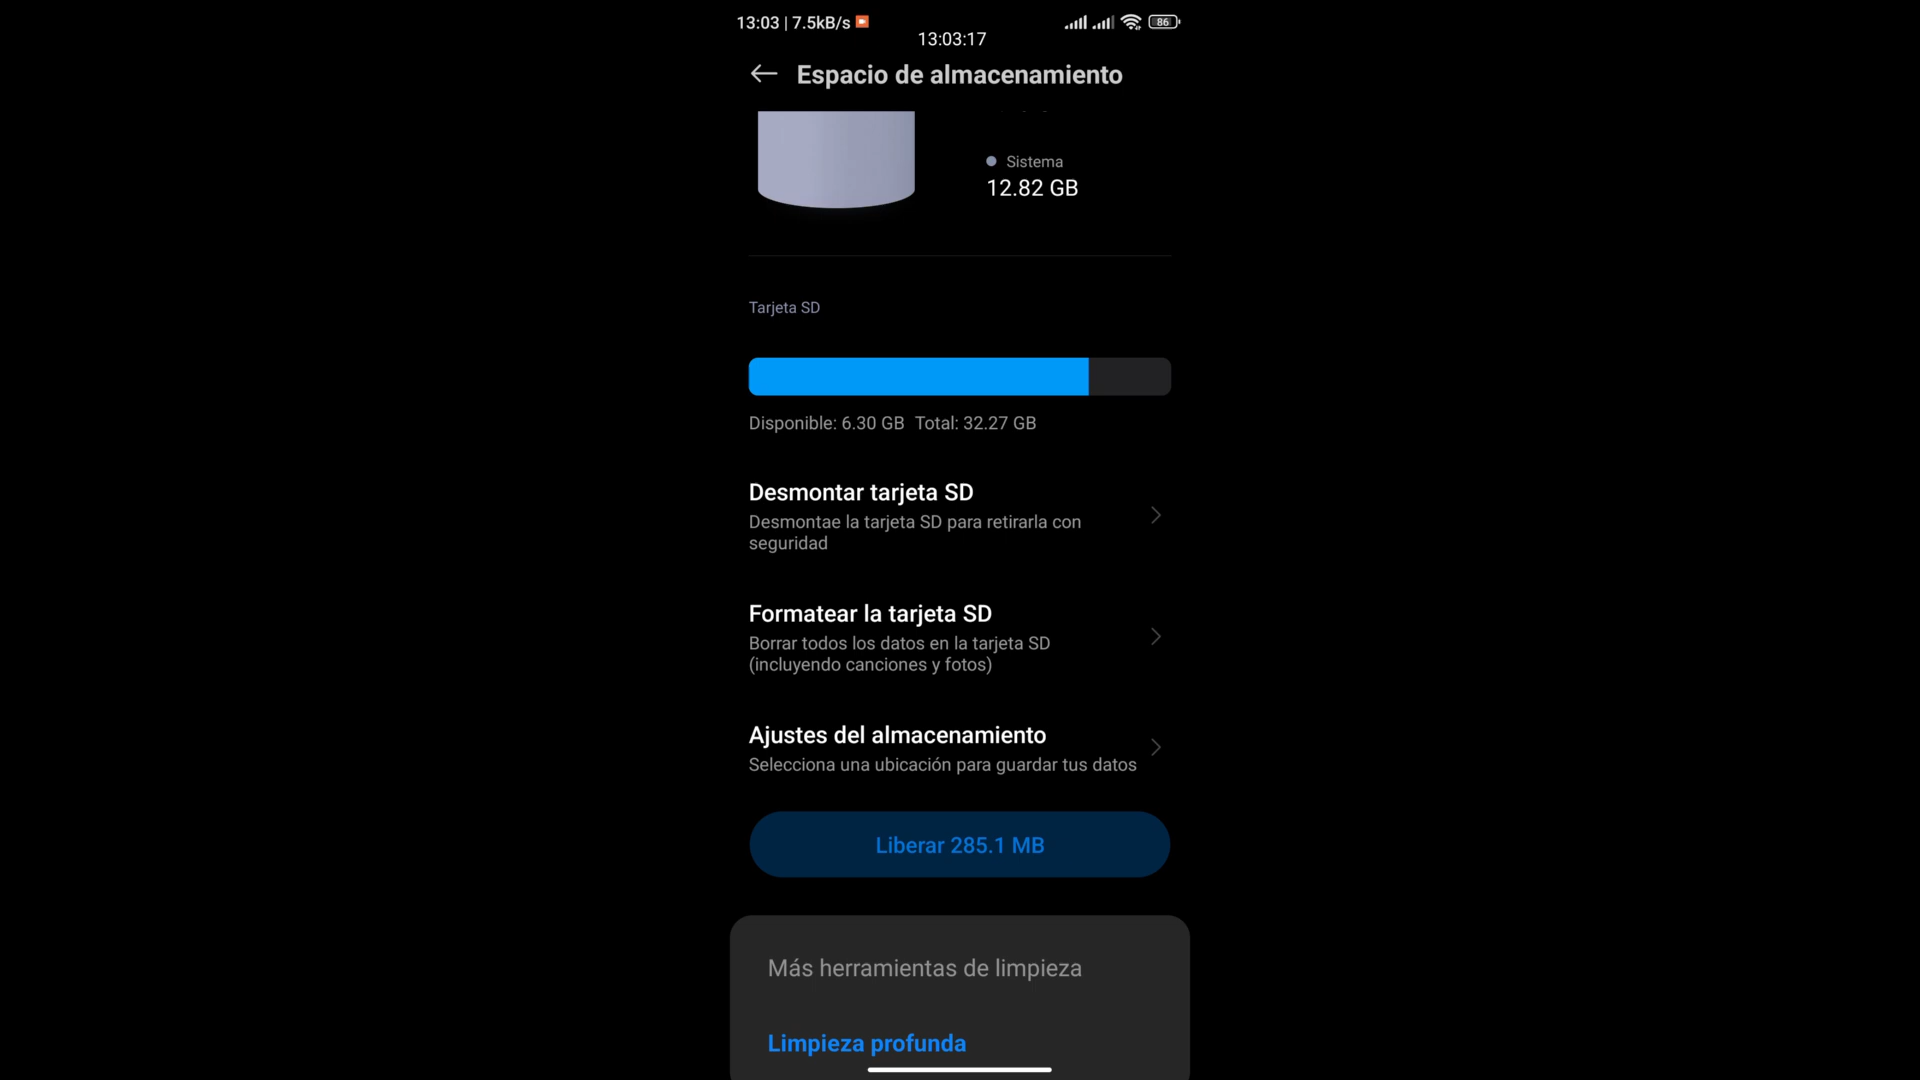 13:03 | 7.5kB/s
86
13:03:17
Espacio de almacenamiento
Sistema
12.82 GB
Tarjeta SD
Disponible: 6.30 GB Total: 32.27 GB
Desmontar tarjeta SD
Desmontae la tarjeta SD para retirarla con
seguridad
Formatear la tarjeta SD
Borrar todos los datos en la tarjeta SD
(incluyendo canciones y fotos)
Ajustes del almacenamiento
Selecciona una ubicación para guardar tus datos
Liberar 285.1 MB
Más herramientas de limpieza
Limpieza profunda